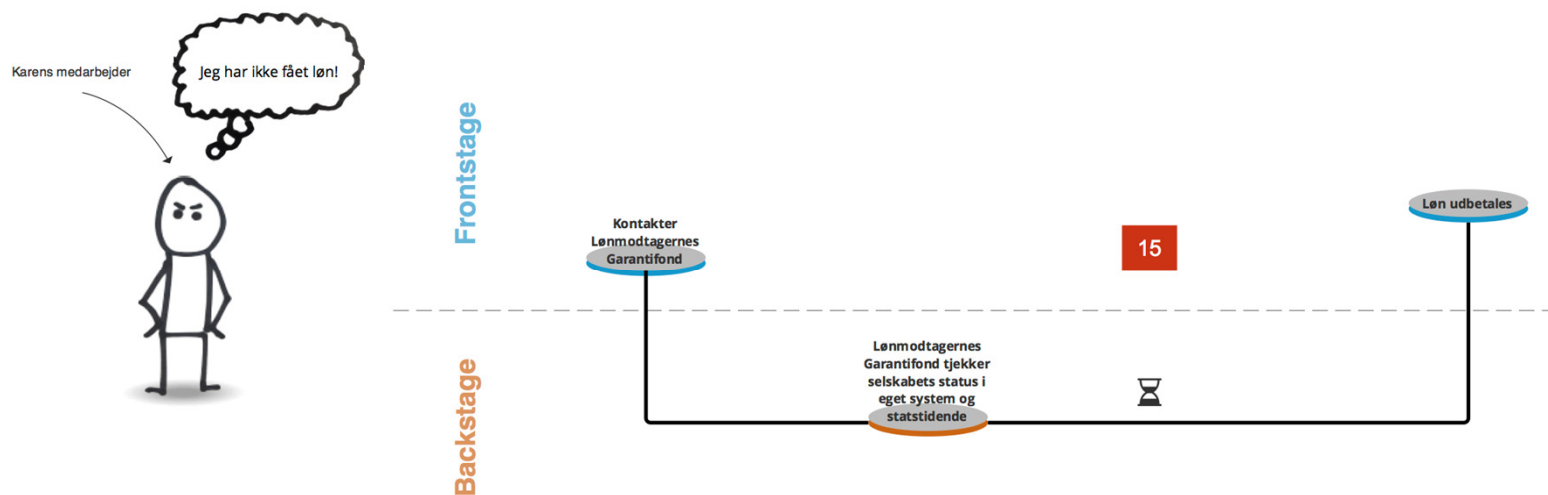 Karens medarbejder
Jeg har ikke fået løn!
Frontstage
Kontakter
Lønmodtagernes
Garantifond
15
Løn udbetales
Backstage
Lønmodtagernes
Garantifond tjekker
selskabets status i
eget system og
statstidende